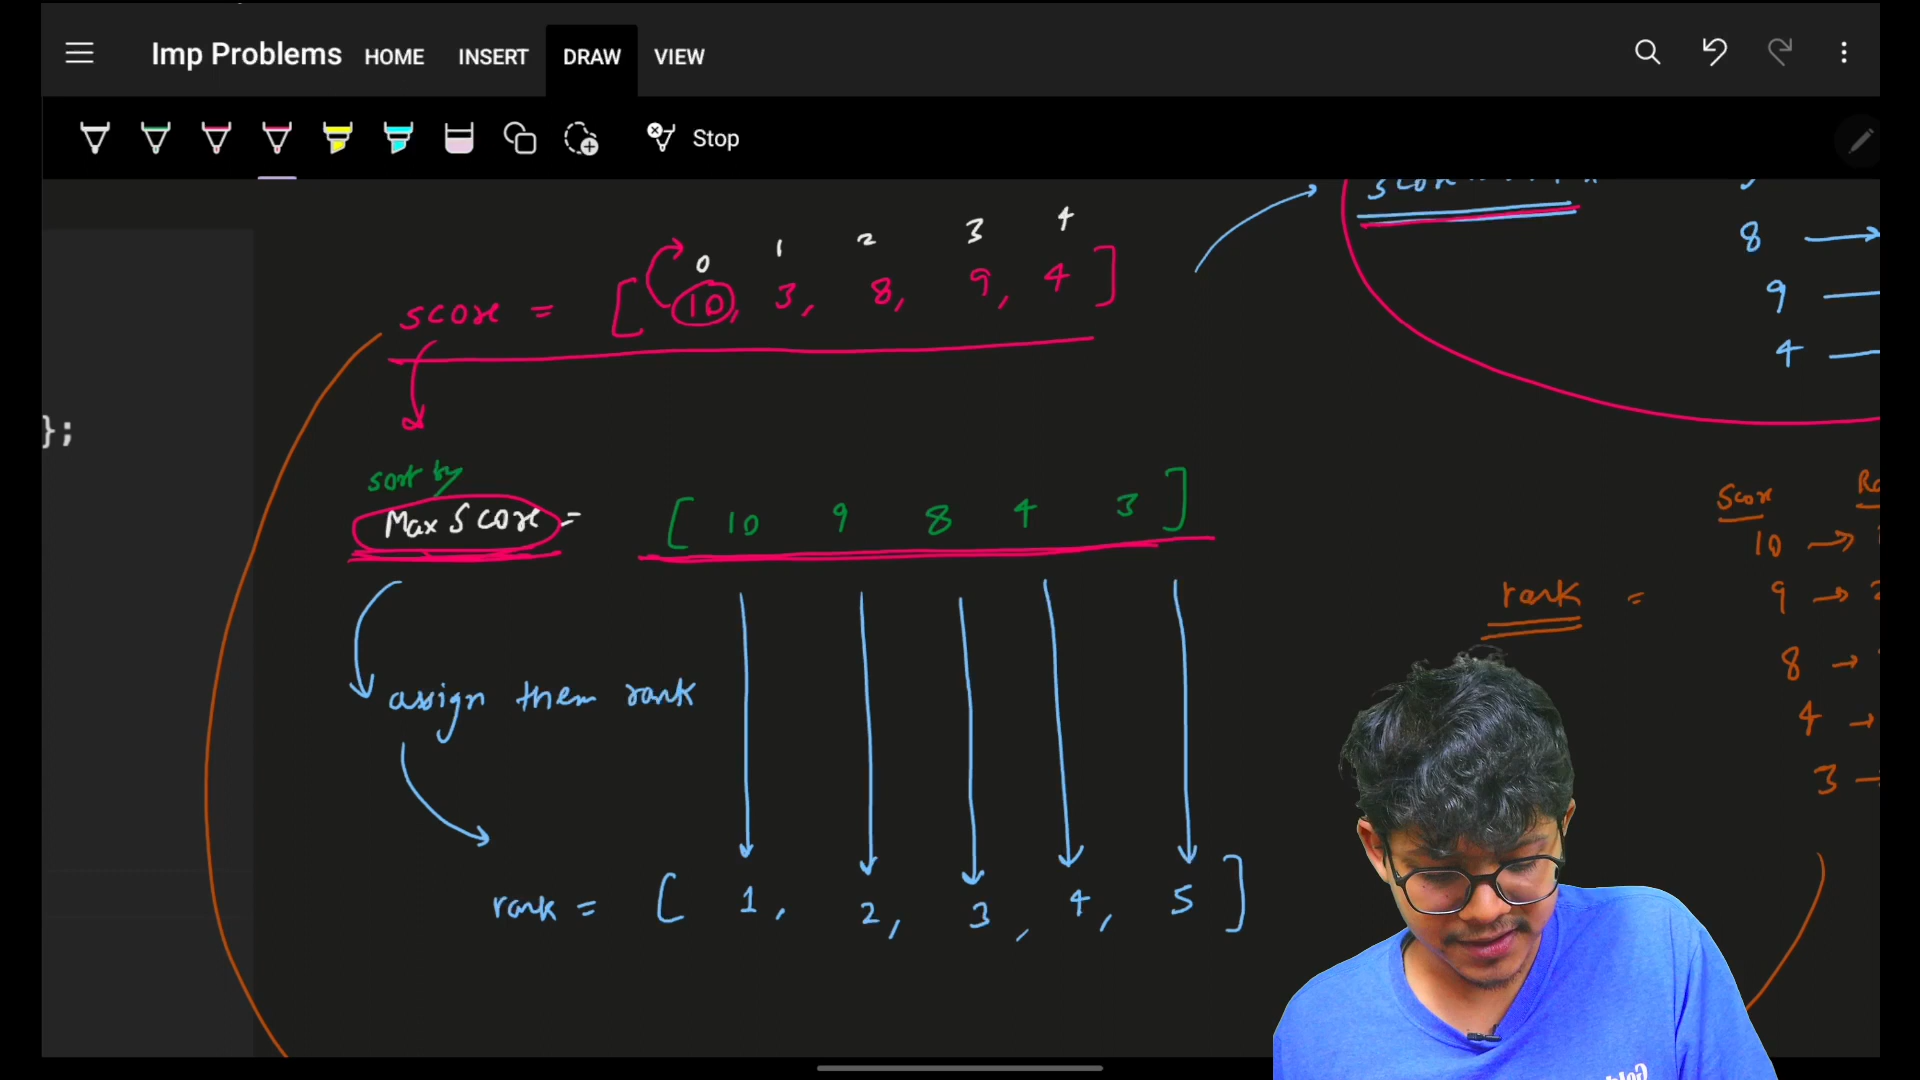 Imp Problems HOME INSERT DRAW VIEW
Stop
0 1 2 3 4
score = [ 10, 3, 8, 9, 4 ]
8
9
4
};
sort by
Max Score = [ 10 9 8 4 3 ]
Score
10 →
rank = 9 →
8 →
4 →
3
assign them rank
rank = [ 1, 2, 3, 4, 5 ]